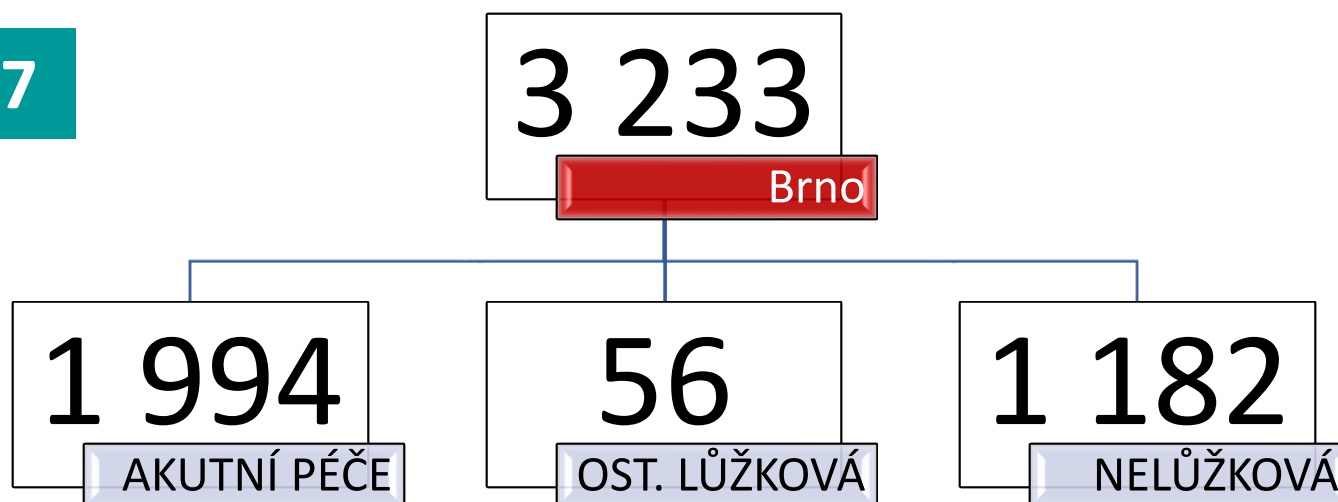 7
3 233
Brno
1 994
AKUTNÍ PÉČE
56
OST. LŮŽKOVÁ
1 182
NELŮŽKOVÁ